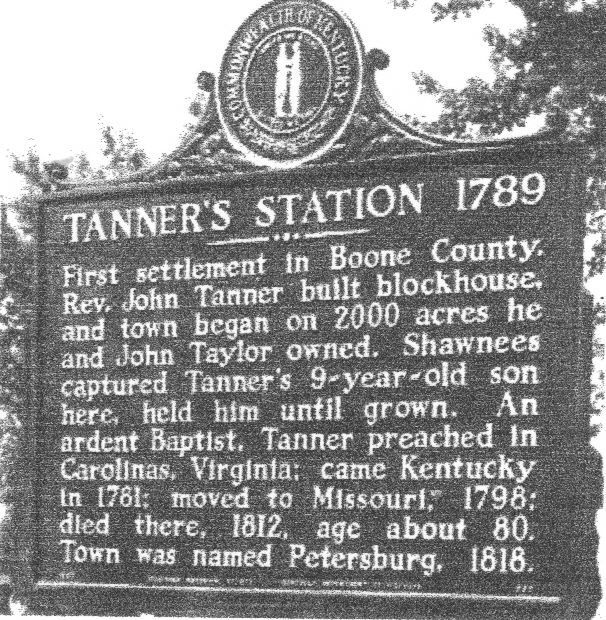 COMMONWEALTH OF KENTUCKY
TANNER'S STATION 1789
First settlement in Boone County.
Rev. John Tanner built blockhouse,
and town began on 2000 acres he
and John Taylor owned. Shawnees
captured Tanner's 9-year-old son
here, held him until grown. An
ardent Baptist, Tanner preached in
Carolinas, Virginia; came Kentucky
in 1781; moved to Missouri, 1798;
died there, 1812, age about 80.
Town was named Petersburg, 1818.